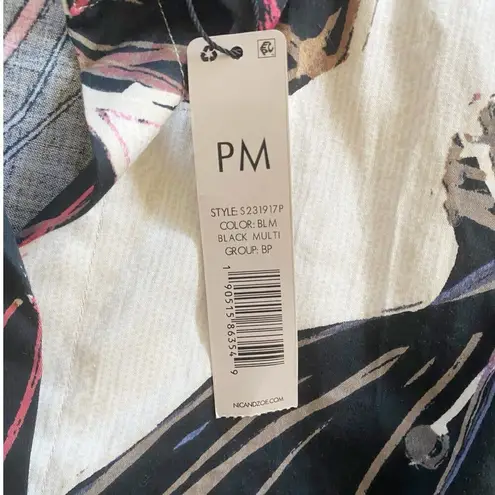 PM
STYLE: S231917P
COLOR: BLM
BLACK MULTI
GROUP: BP
1 90515 86354 9
NICANDZOE.COM